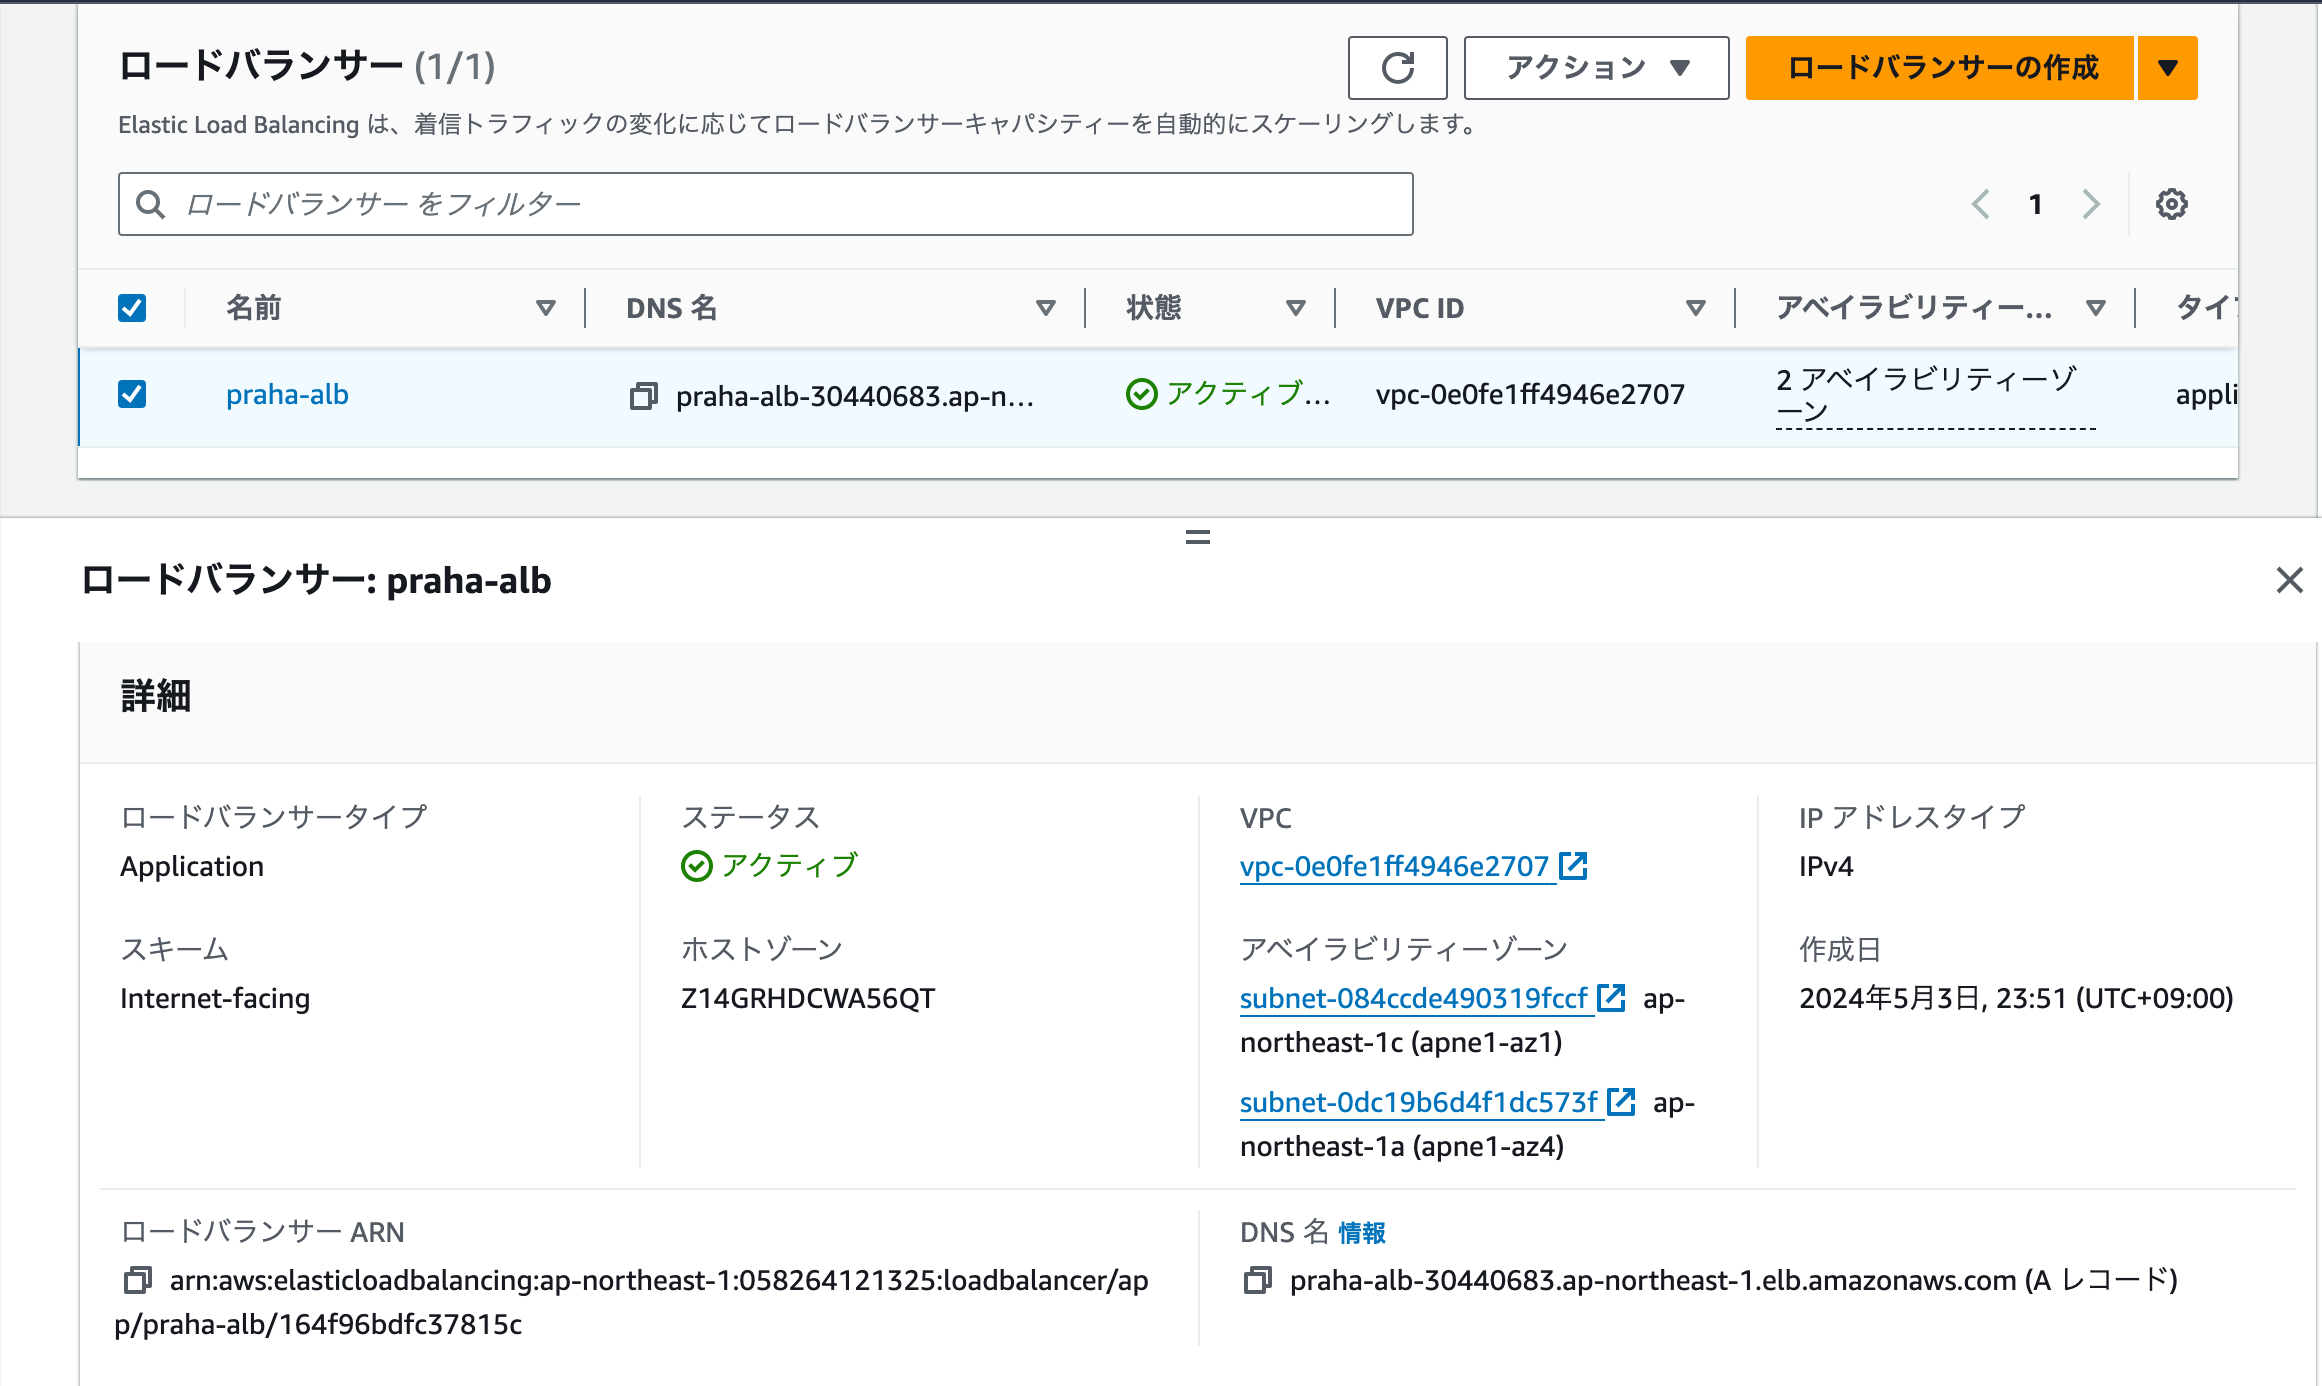 ロードバランサー (1/1)
アクション
ロードバランサーの作成
Elastic Load Balancing は、着信トラフィックの変化に応じてロードバランサーキャパシティーを自動的にスケーリングします。
ロードバランサー をフィルター
1
名前
DNS 名
状態
VPC ID
アベイラビリティー...
タイ
praha-alb
praha-alb-30440683.ap-n...
アクティブ...
vpc-0e0fe1ff4946e2707
2 アベイラビリティーゾ
ーン
appli
ロードバランサー: praha-alb
詳細
ロードバランサータイプ
Application
ステータス
アクティブ
VPC
vpc-0e0fe1ff4946e2707
IP アドレスタイプ
IPv4
スキーム
Internet-facing
ホストゾーン
Z14GRHDCWA56QT
アベイラビリティーゾーン
subnet-084ccde490319fccf ap-
northeast-1c (apne1-az1)
subnet-0dc19b6d4f1dc573f ap-
northeast-1a (apne1-az4)
作成日
2024年5月3日, 23:51 (UTC+09:00)
ロードバランサー ARN
arn:aws:elasticloadbalancing:ap-northeast-1:058264121325:loadbalancer/ap
p/praha-alb/164f96bdfc37815c
DNS 名 情報
praha-alb-30440683.ap-northeast-1.elb.amazonaws.com (A レコード)